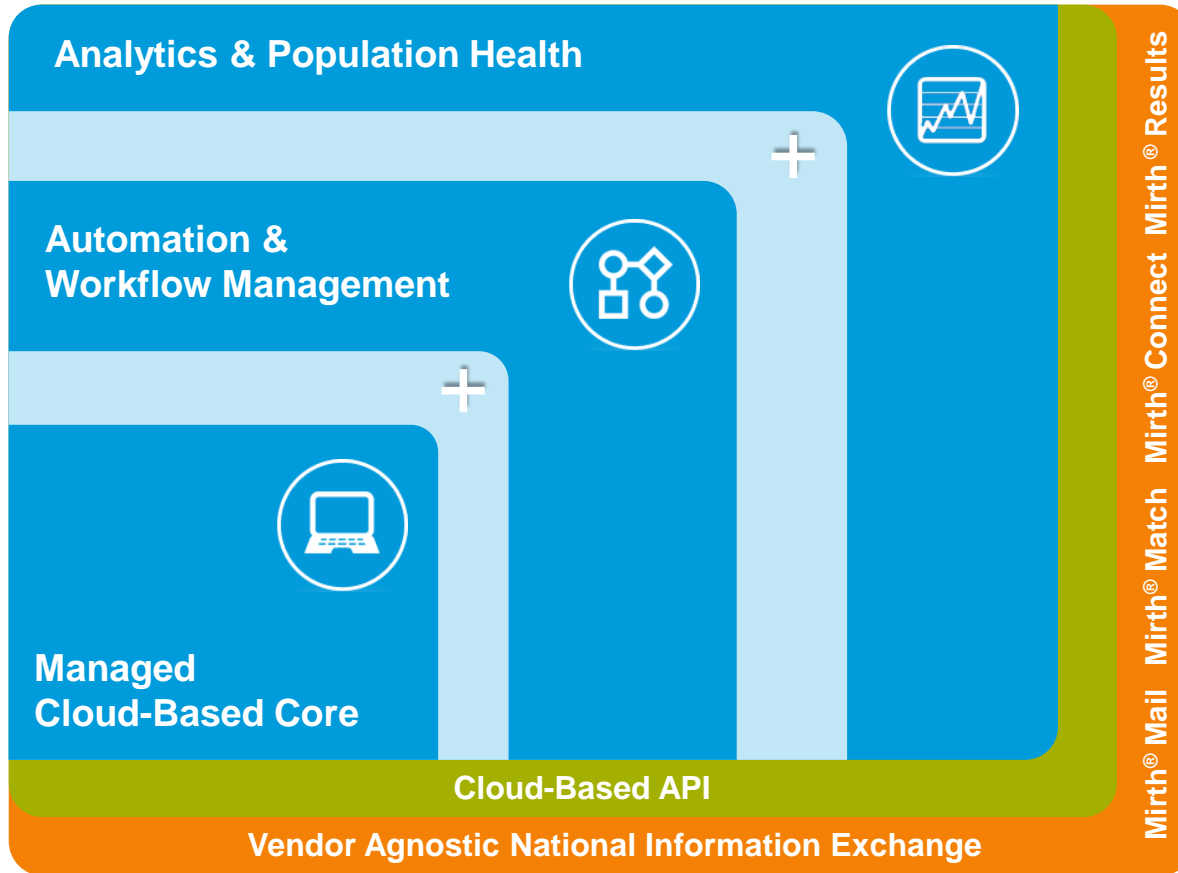 Analytics & Population Health
+
Automation &
Workflow Management
+
Managed
Cloud-Based Core
Cloud-Based API
Vendor Agnostic National Information Exchange
Mirth® Mail Mirth® Match Mirth® Connect Mirth® Results